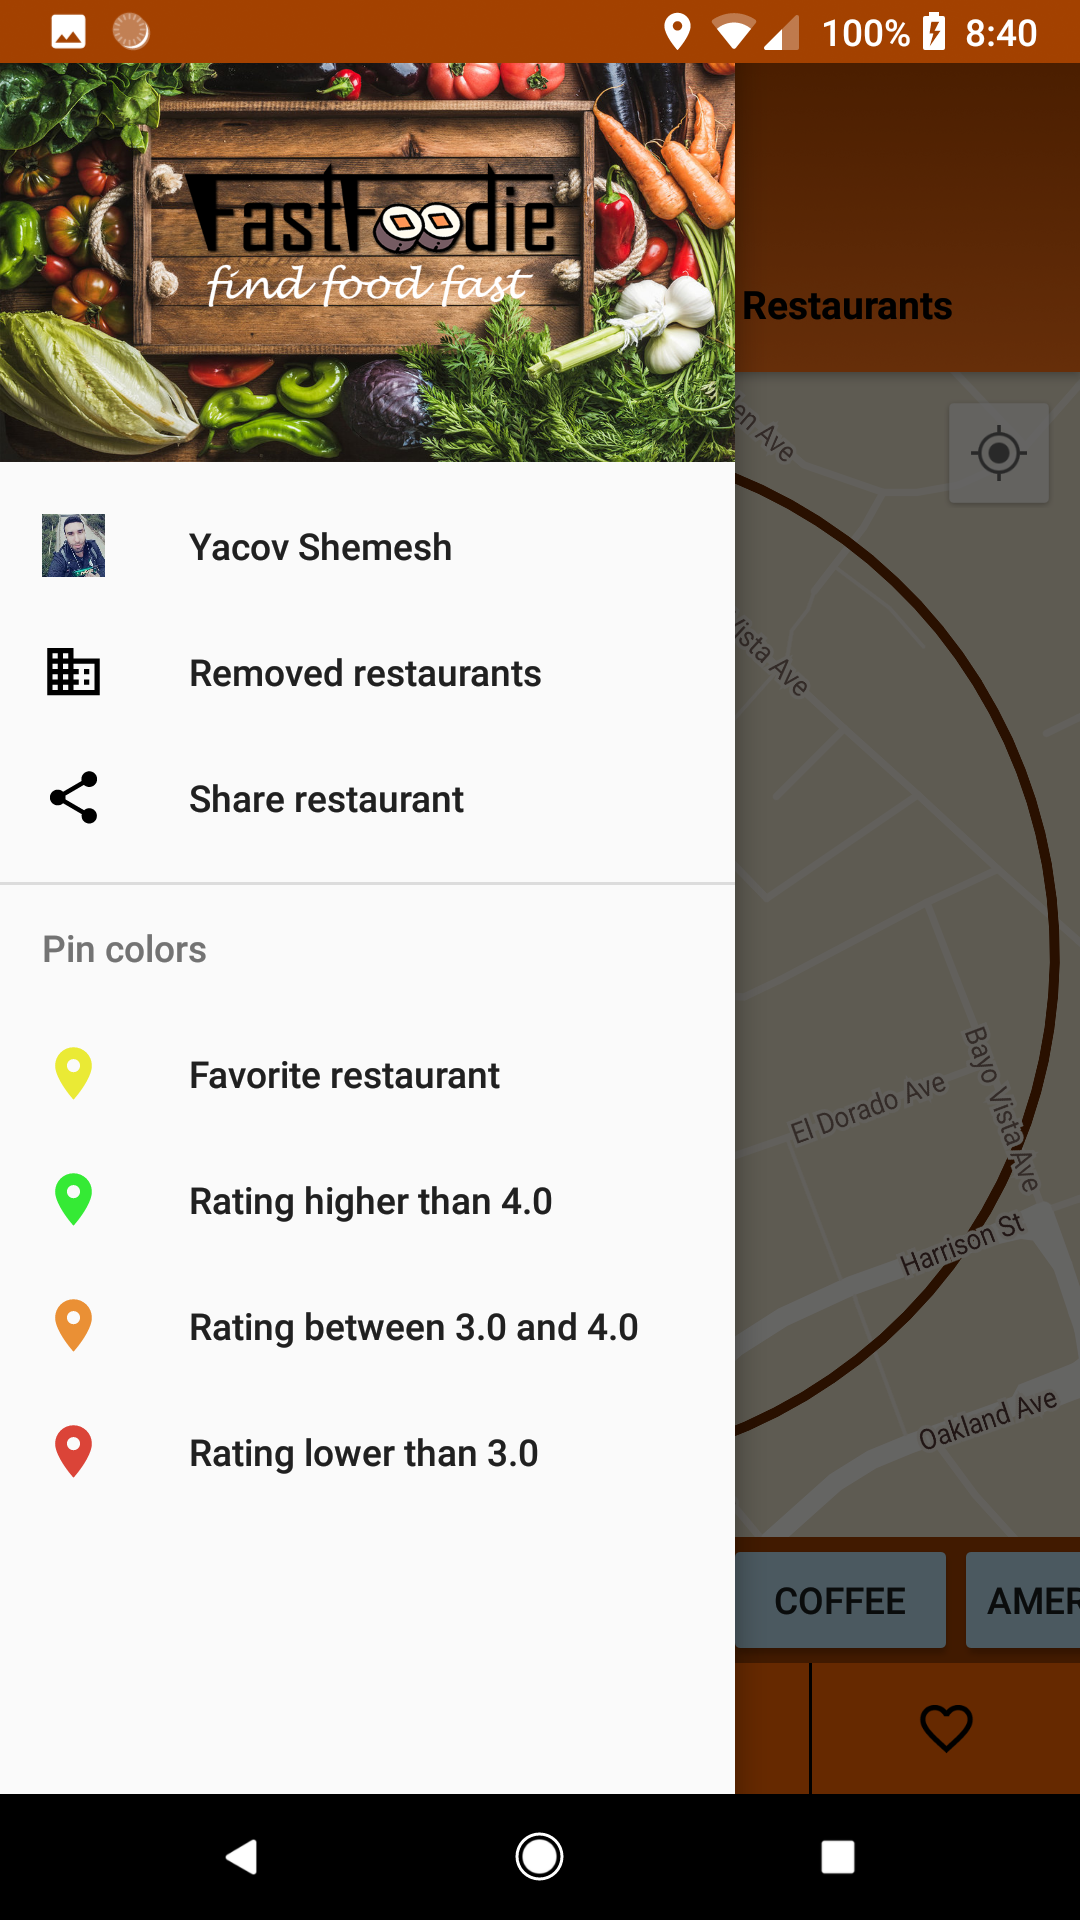 100% 8:40
FastFoodie
find food fast
Restaurants
Yacov Shemesh
Removed restaurants
Share restaurant
Pin colors
Favorite restaurant
Rating higher than 4.0
Rating between 3.0 and 4.0
Rating lower than 3.0
en Ave
Vista Ave
Bayo Vista Ave
El Dorado Ave
Harrison St
Oakland Ave
COFFEE
AMER